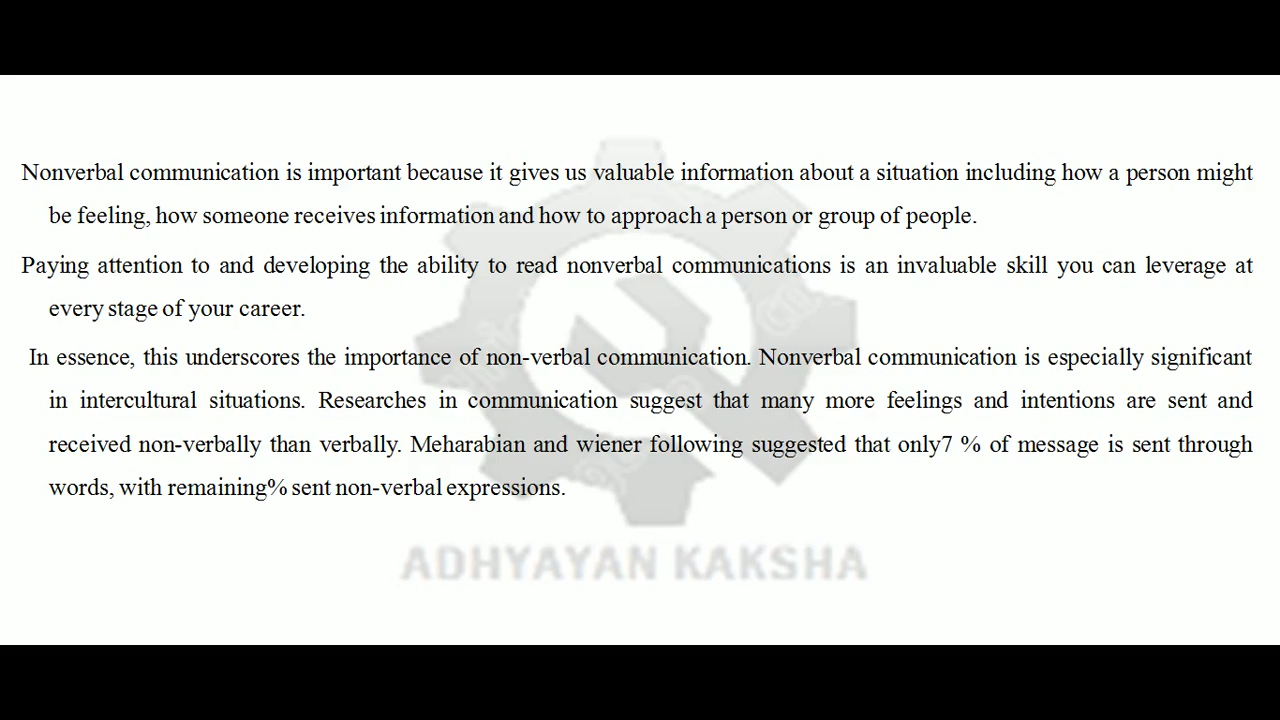 Nonverbal communication is important because it gives us valuable information about a situation including how a person might
be feeling, how someone receives information and how to approach a person or group of people.
Paying attention to and developing the ability to read nonverbal communications is an invaluable skill you can leverage at
every stage of your career.
In essence, this underscores the importance of non-verbal communication. Nonverbal communication is especially significant
in intercultural situations. Researches in communication suggest that many more feelings and intentions are sent and
received non-verbally than verbally. Meharabian and wiener following suggested that only7 % of message is sent through
words, with remaining% sent non-verbal expressions.
ADHYAYAN KAKSHA